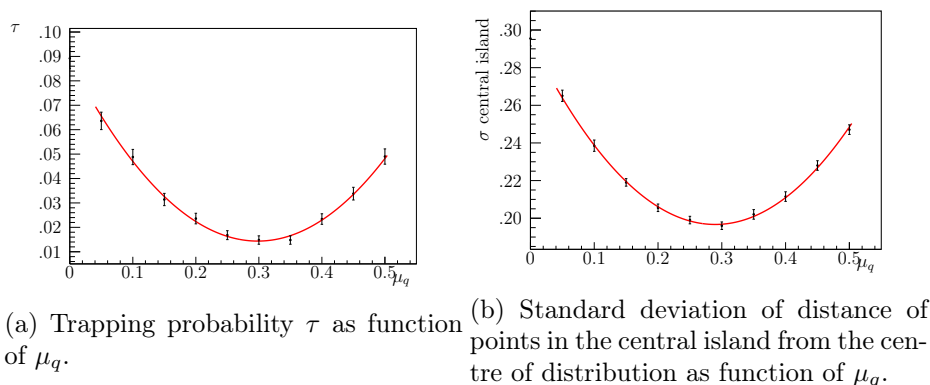 τ
.10
.09
.08
.07
.06
.05
.04
.03
.02
.01
0 0.1 0.2 0.3 0.4 0.5 μq
(a) Trapping probability τ as function
of μq.
σ central island
.30
.26
.24
.22
.20
0 0.1 0.2 0.3 0.4 0.5 μq
(b) Standard deviation of distance of
points in the central island from the cen-
tre of distribution as function of μq.